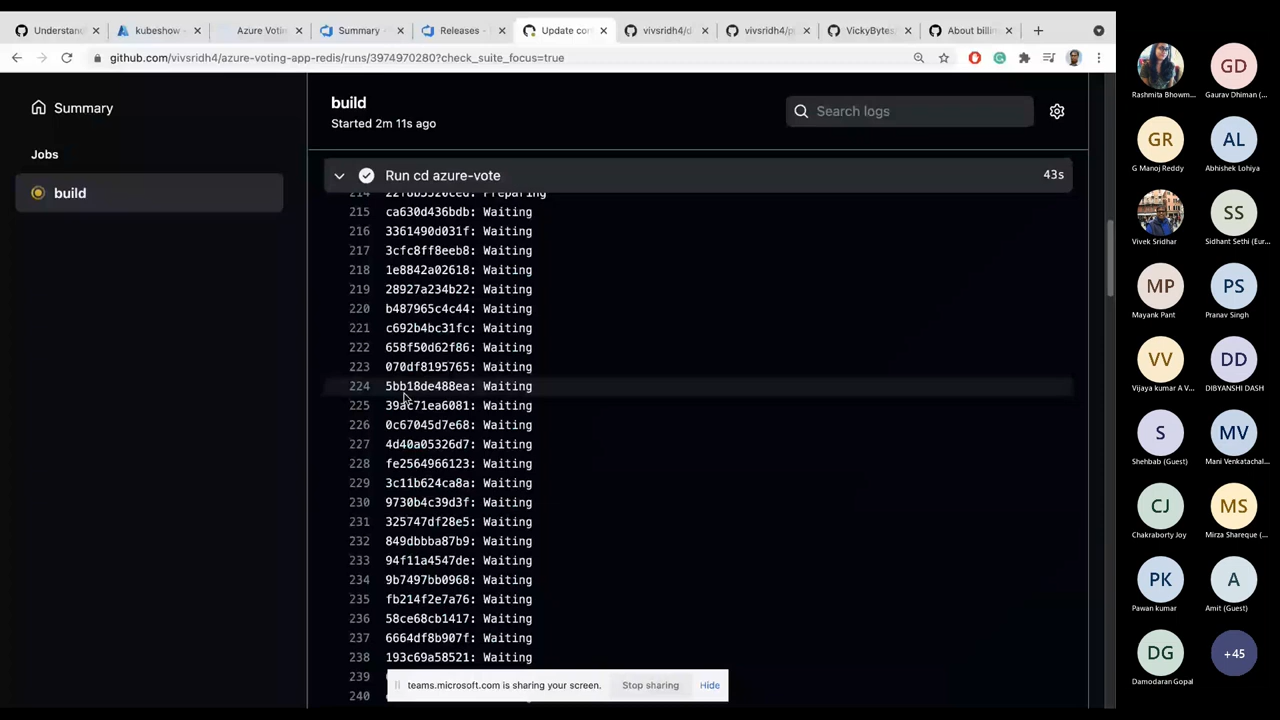 Understan
kubeshow -
Azure Votin
Summary -
Releases -
Update con
vivsridh4/d
vivsridh4/p
VickyBytes
About billin
github.com/vivsridh4/azure-voting-app-redis/runs/3974970280?check_suite_focus=true
Summary
Jobs
build
build
Started 2m 11s ago
Search logs
Run cd azure-vote
43s
215 ca630d436bdb: Waiting
216 3361490d031f: Waiting
217 3cfc8ff8eeb8: Waiting
218 1e8842a02618: Waiting
219 28927a234b22: Waiting
220 b487965c4c44: Waiting
221 c692b4bc31fc: Waiting
222 658f50d62f86: Waiting
223 070df8195765: Waiting
224 5bb18de488ea: Waiting
225 39ac71ea6081: Waiting
226 0c67045d7e68: Waiting
227 4d40a05326d7: Waiting
228 fe2564966123: Waiting
229 3c11b624ca8a: Waiting
230 9730b4c39d3f: Waiting
231 325747df28e5: Waiting
232 849dbbba87b9: Waiting
233 94f11a4547de: Waiting
234 9b7497bb0968: Waiting
235 fb214f2e7a76: Waiting
236 58ce68cb1417: Waiting
237 6664df8b907f: Waiting
238 193c69a58521: Waiting
239
240
teams.microsoft.com is sharing your screen.
Stop sharing
Hide
Rashmita Bhowm...
GD
Gaurav Dhiman (...
GR
G Manoj Reddy
AL
Abhishek Lohiya
Vivek Sridhar
SS
Sidhant Sethi (Eur...
MP
Mayank Pant
PS
Pranav Singh
VV
Vijaya kumar A V...
DD
DIBYANSHI DASH
S
Shehbab (Guest)
MV
Mani Venkatachal...
CJ
Chakraborty Joy
MS
Mirza Shareque (...
PK
Pawan kumar
A
Amit (Guest)
DG
Damodaran Gopal
+45